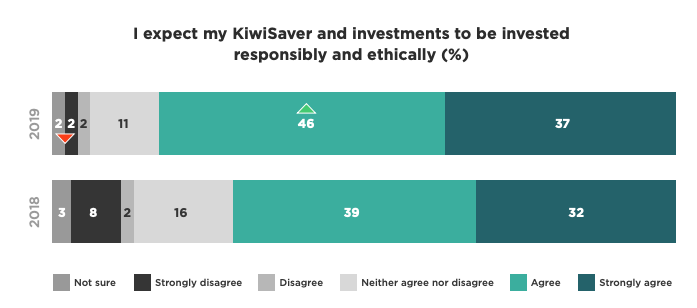 I expect my KiwiSaver and investments to be invested
responsibly and ethically (%)
2019
2 2 2 11 46 37
2018
3 8 2 16 39 32
Not sure Strongly disagree Disagree Neither agree nor disagree Agree Strongly agree